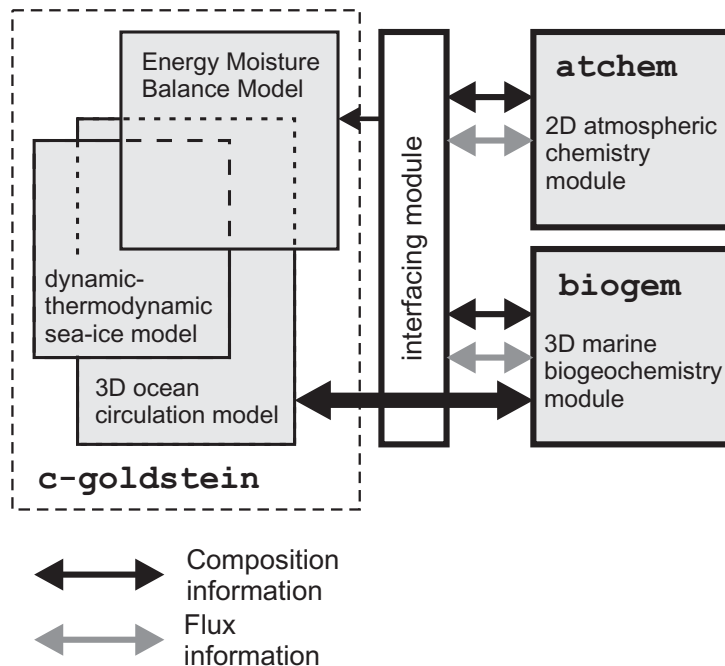 Energy Moisture
Balance Model
dynamic-
thermodynamic
sea-ice model
3D ocean
circulation model
c-goldstein
interfacing module
atchem
2D atmospheric
chemistry
module
biogem
3D marine
biogeochemistry
module
Composition
information
Flux
information